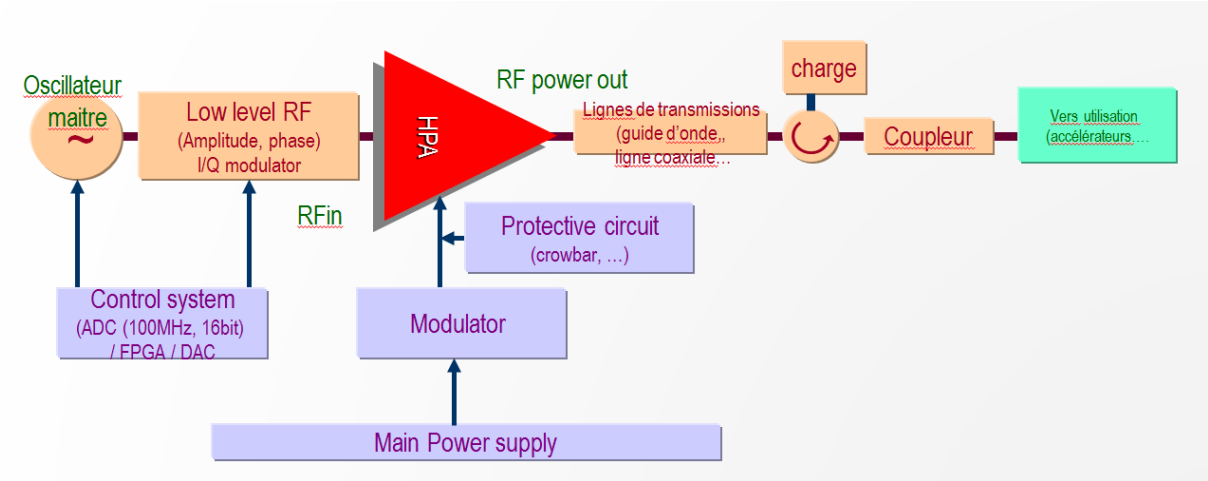 Oscillateur
maitre
~
Low level RF
(Amplitude, phase)
I/Q modulator
HPA
RF power out
RFin
Lignes de transmissions
(guide d'onde,,
ligne coaxiale…
charge
Coupleur
Vers utilisation
(accélérateurs…
Protective circuit
(crowbar, …)
Control system
(ADC (100MHz, 16bit)
/ FPGA / DAC
Modulator
Main Power supply